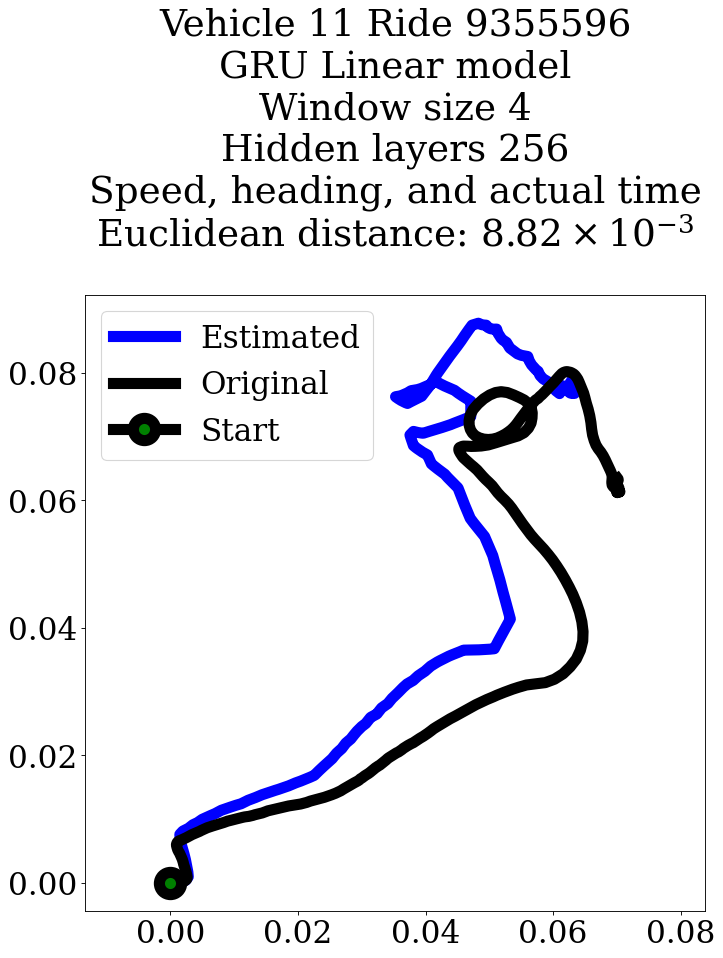 Vehicle 11 Ride 9355596
GRU Linear model
Window size 4
Hidden layers 256
Speed, heading, and actual time
Euclidean distance: 8.82 × 10⁻³
Estimated
Original
Start
0.08
0.06
0.04
0.02
0.00
0.00 0.02 0.04 0.06 0.08